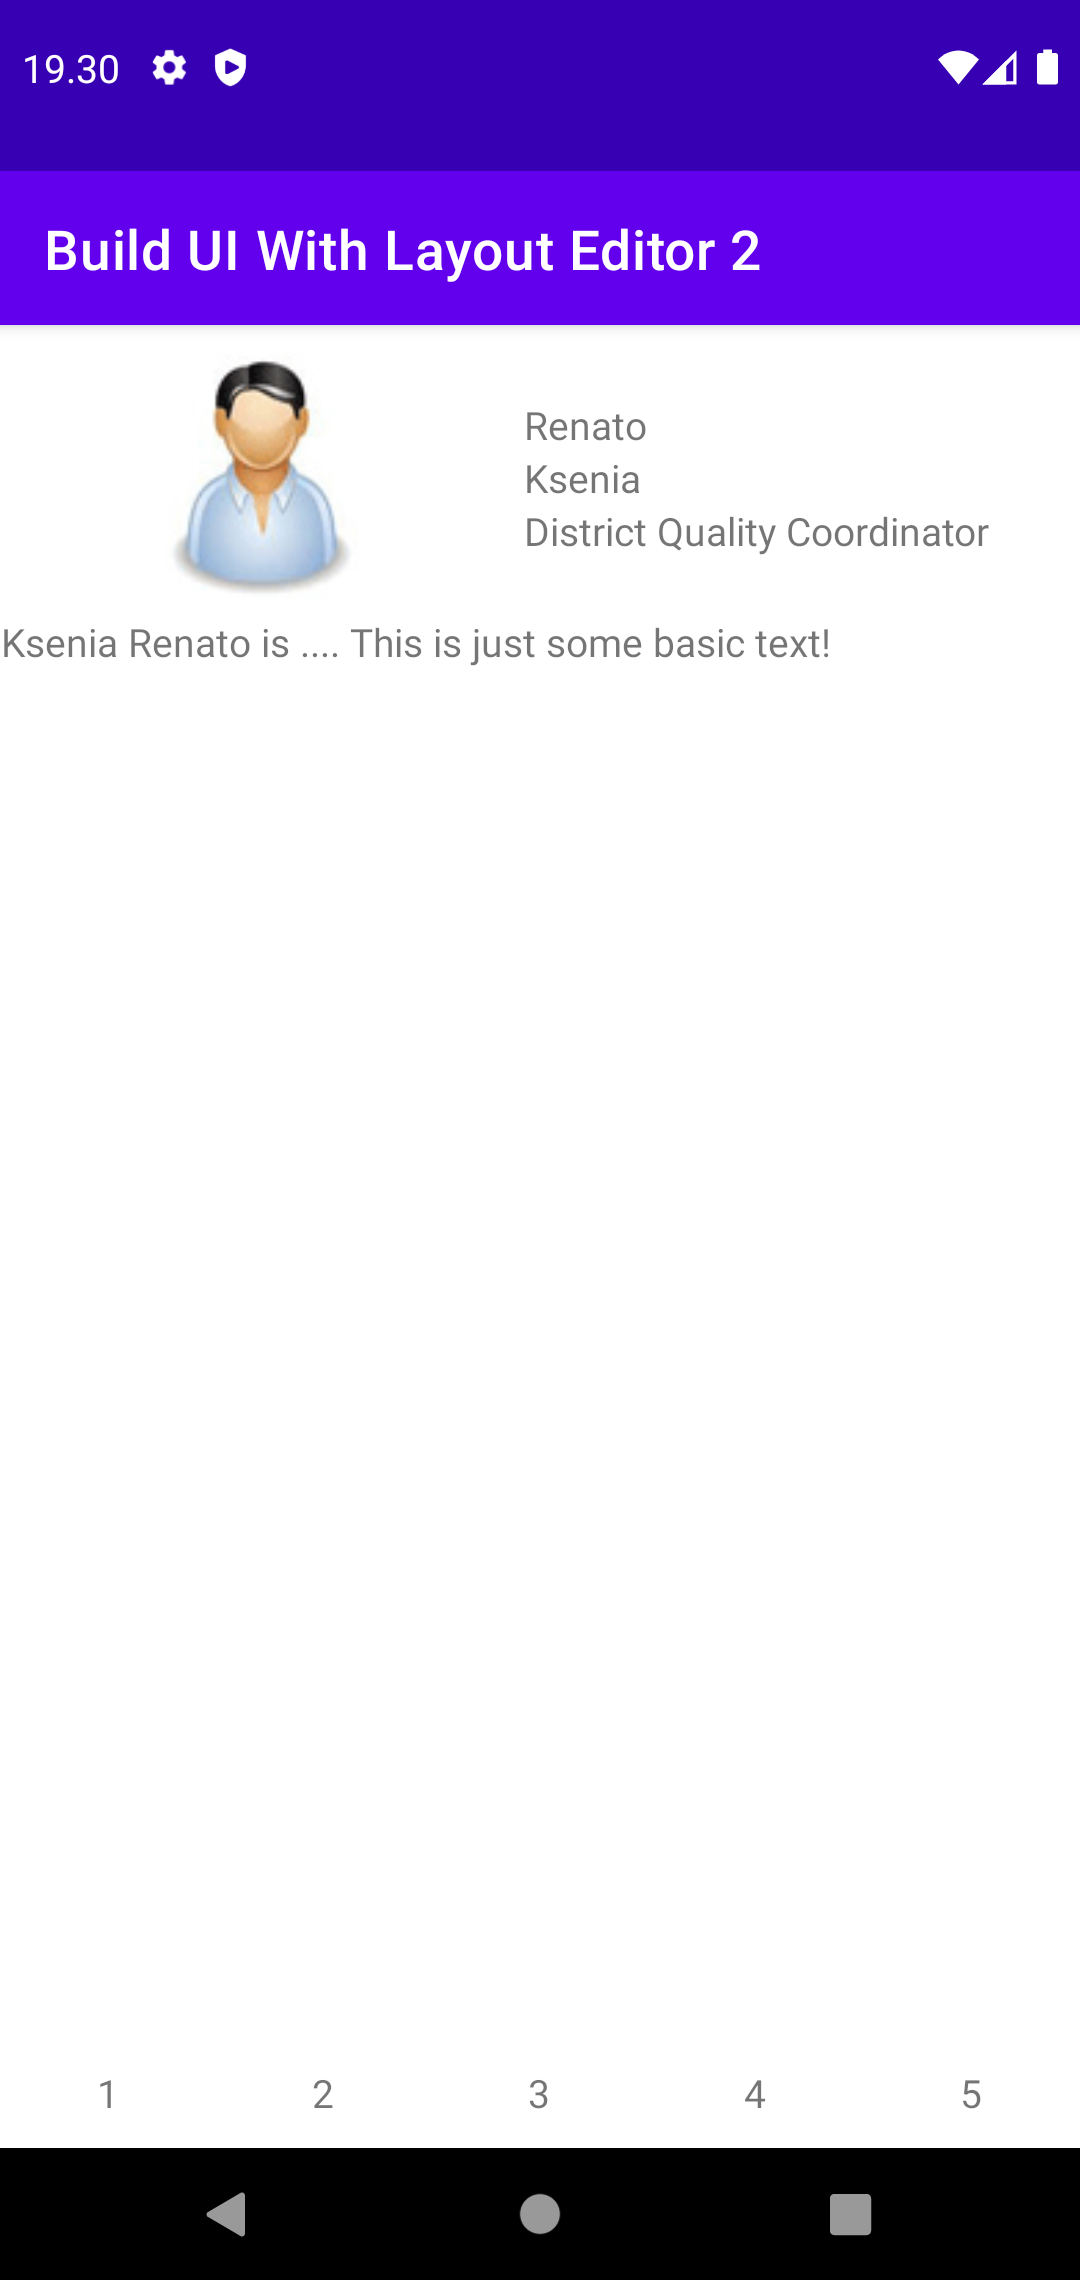 19.30
Build UI With Layout Editor 2
Renato
Ksenia
District Quality Coordinator
Ksenia Renato is .... This is just some basic text!
1 2 3 4 5